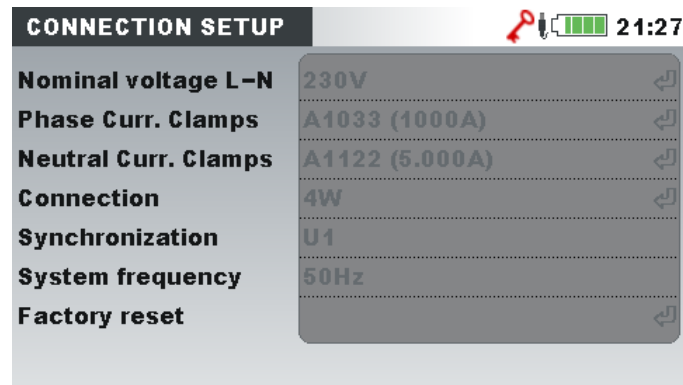 CONNECTION SETUP 21:27
Nominal voltage L-N 230V
Phase Curr. Clamps A1033 (1000A)
Neutral Curr. Clamps A1122 (5.000A)
Connection 4W
Synchronization U1
System frequency 50Hz
Factory reset